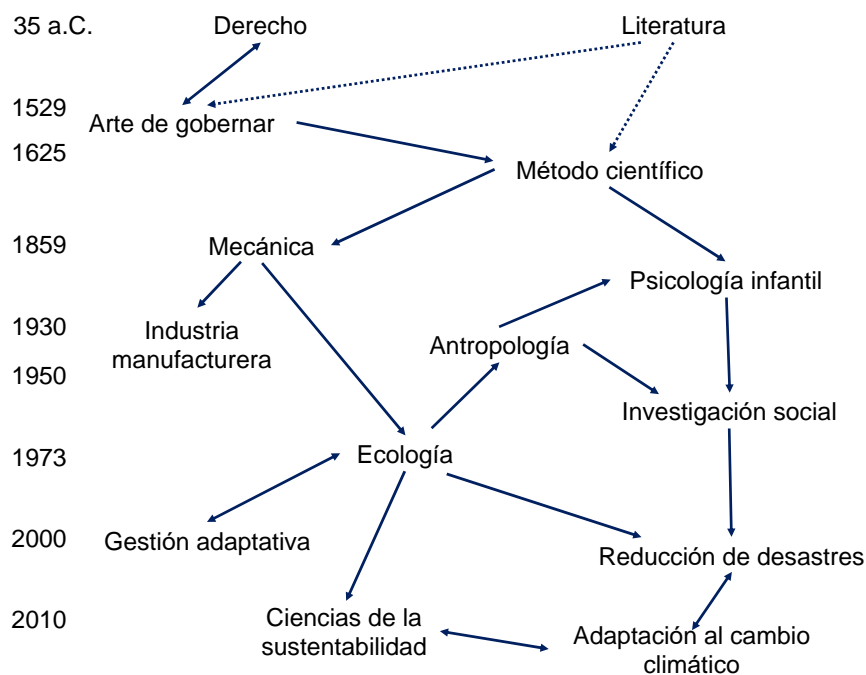 35 a.C.
Derecho
Literatura
1529
Arte de gobernar
1625
Método científico
1859
Mecánica
Psicología infantil
1930
Industria
manufacturera
Antropología
1950
Investigación social
1973
Ecología
2000
Gestión adaptativa
Reducción de desastres
2010
Ciencias de la
sustentabilidad
Adaptación al cambio
climático